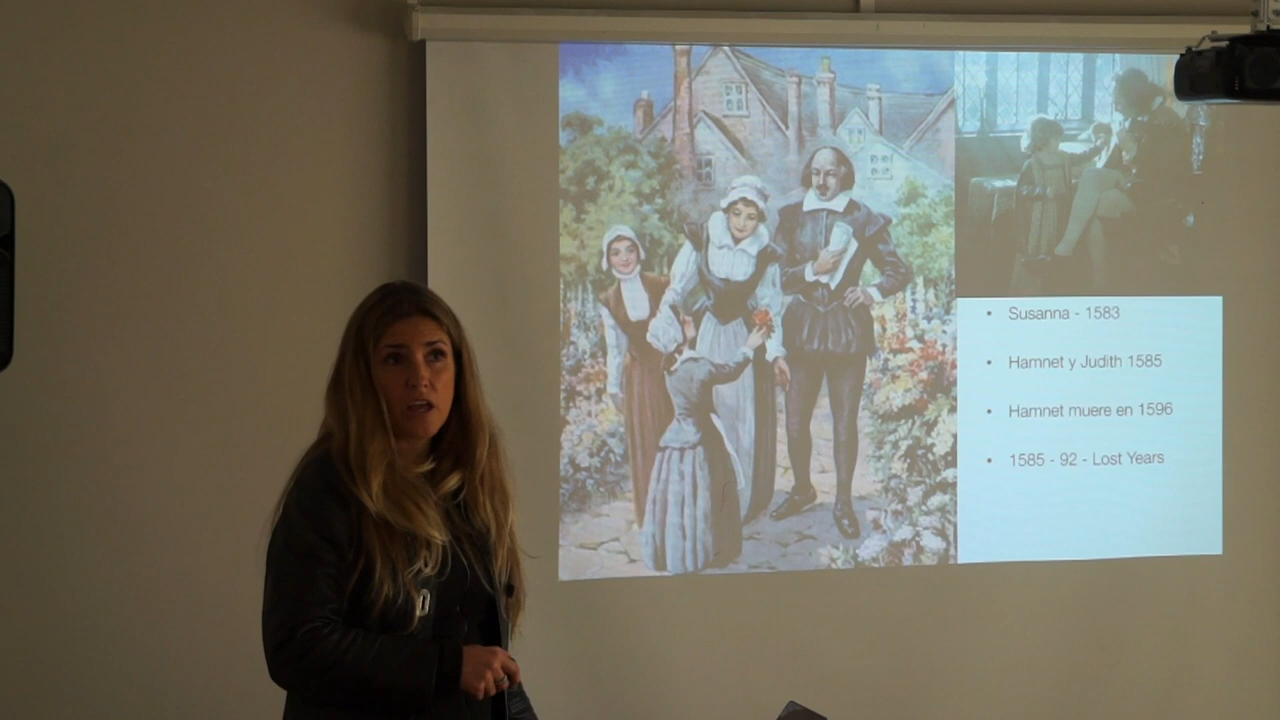 • Susanna - 1583
• Hamnet y Judith 1585
• Hamnet muere en 1596
• 1585 - 92 - Lost Years